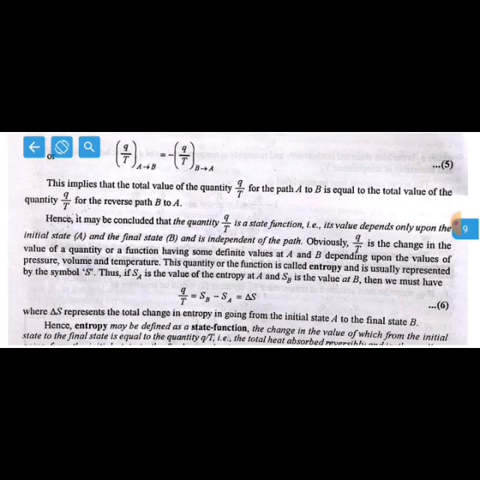 or (q/T)A→B = –(q/T)B→A ...(5)
This implies that the total value of the quantity q/T for the path A to B is equal to the total value of the
quantity q/T for the reverse path B to A.
Hence, it may be concluded that the quantity q/T is a state function, i.e., its value depends only upon the
initial state (A) and the final state (B) and is independent of the path. Obviously, q/T is the change in the
value of a quantity or a function having some definite values at A and B depending upon the values of
pressure, volume and temperature. This quantity or the function is called entropy and is usually represented
by the symbol 'S'. Thus, if SA is the value of the entropy at A and SB is the value at B, then we must have
q/T = SB – SA = ΔS ...(6)
where ΔS represents the total change in entropy in going from the initial state A to the final state B.
Hence, entropy may be defined as a state-function, the change in the value of which from the initial
state to the final state is equal to the quantity q/T, i.e., the total heat absorbed reversibly
9